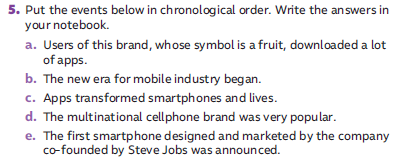 5. Put the events below in chronological order. Write the answers in
your notebook.
a. Users of this brand, whose symbol is a fruit, downloaded a lot
of apps.
b. The new era for mobile industry began.
c. Apps transformed smartphones and lives.
d. The multinational cellphone brand was very popular.
e. The first smartphone designed and marketed by the company
co-founded by Steve Jobs was announced.